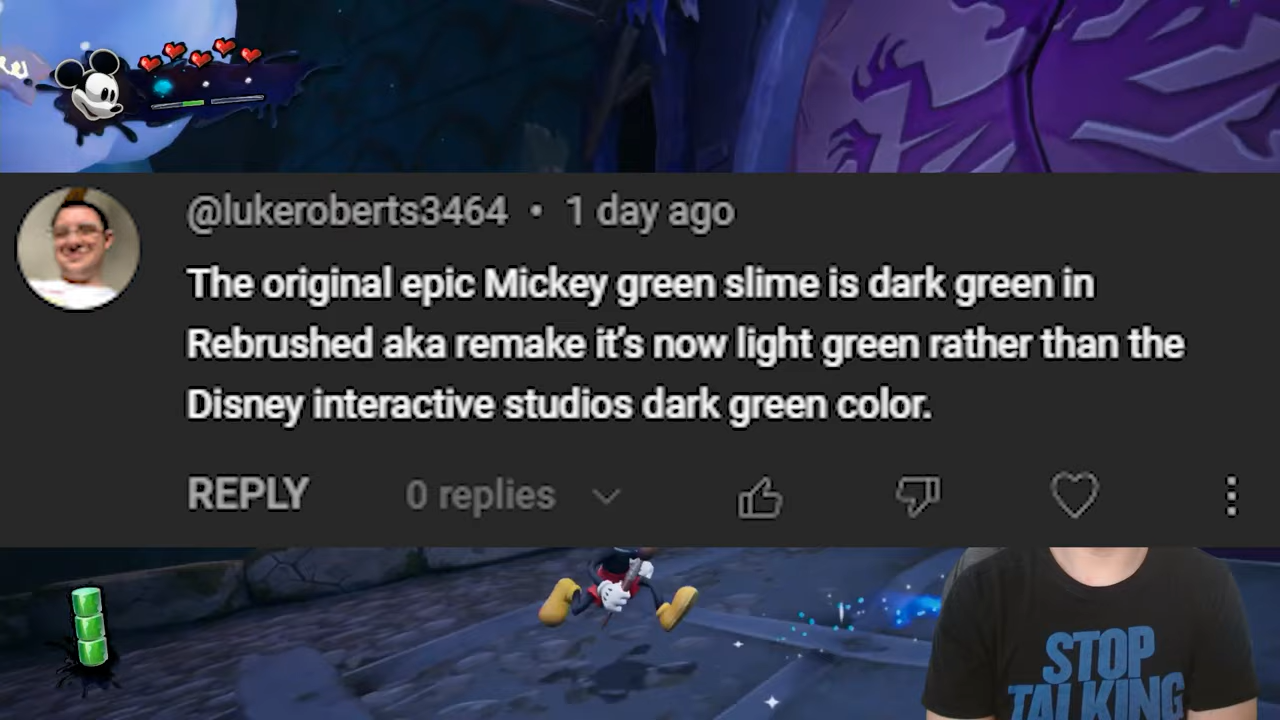 @lukeroberts3464 • 1 day ago
The original epic Mickey green slime is dark green in
Rebrushed aka remake it's now light green rather than the
Disney interactive studios dark green color.
REPLY 0 replies
STOP
TALKING